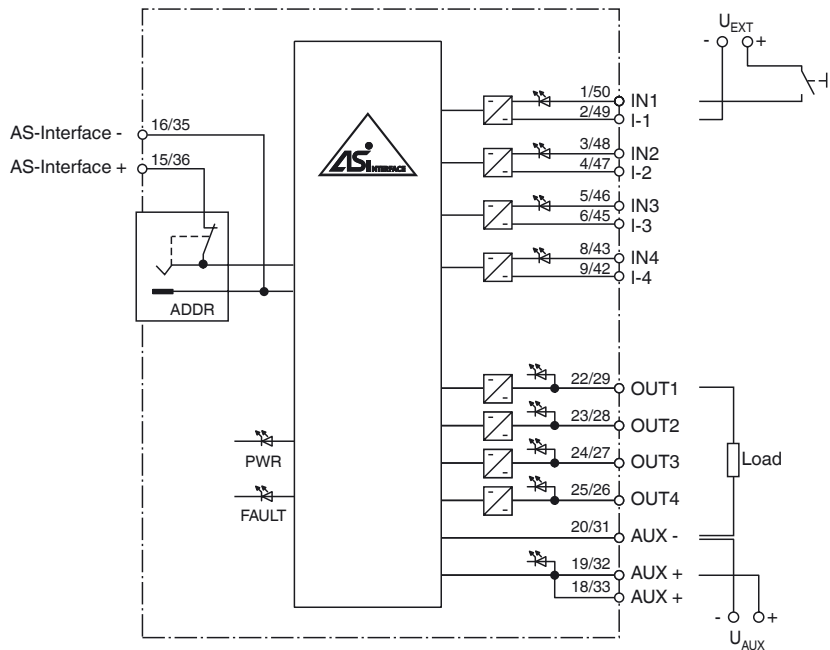 U_EXT
- +
1/50 IN1
2/49 I-1
16/35
AS-Interface -
15/36
AS-Interface +
ASi INTERFACE
3/48 IN2
4/47 I-2
5/46 IN3
6/45 I-3
8/43 IN4
9/42 I-4
ADDR
22/29 OUT1
23/28 OUT2
24/27 OUT3
Load
PWR
25/26 OUT4
FAULT
20/31 AUX -
19/32 AUX +
18/33 AUX +
- +
U_AUX